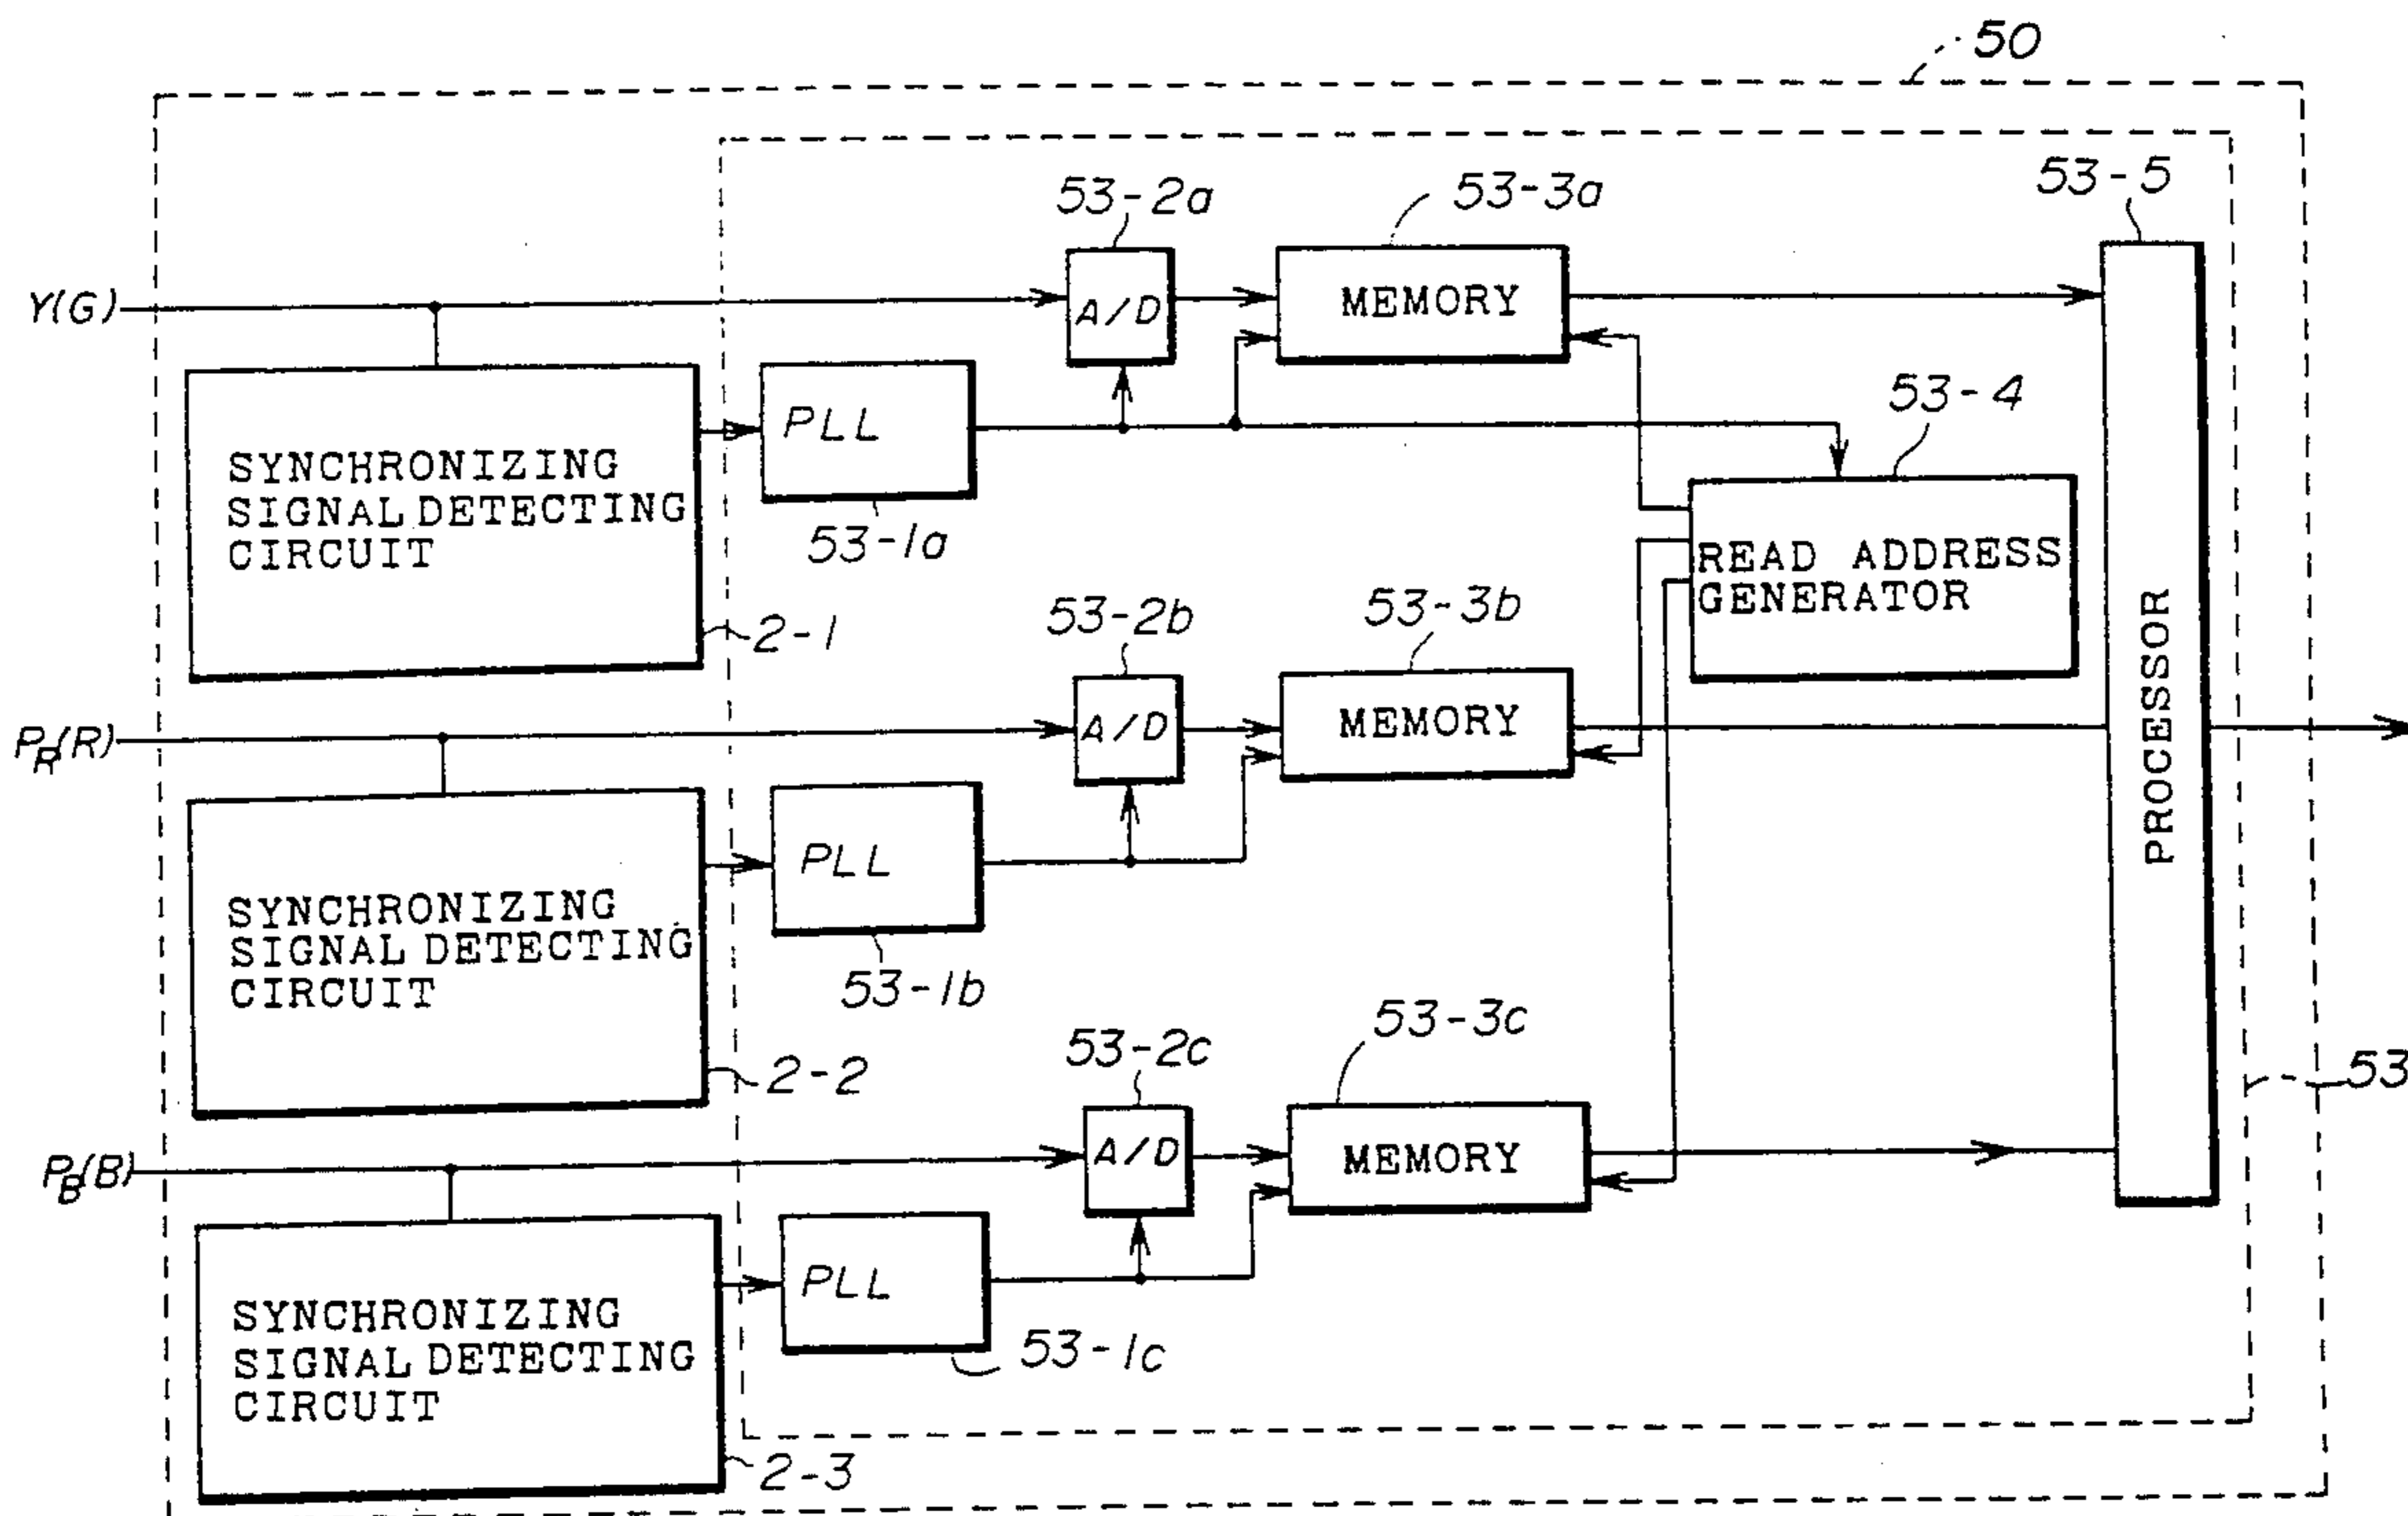 50
53-5
53-2a
53-3a
Y(G)
A/D
MEMORY
53-4
PLL
SYNCHRONIZING
SIGNAL DETECTING
CIRCUIT
53-1a
READ ADDRESS
GENERATOR
2-1
53-2b
53-3b
PROCESSOR
PR(R)
A/D
MEMORY
PLL
SYNCHRONIZING
SIGNAL DETECTING
CIRCUIT
53-1b
53-2c
53-3c
2-2
53
PB(B)
A/D
MEMORY
PLL
SYNCHRONIZING
SIGNAL DETECTING
CIRCUIT
53-1c
2-3